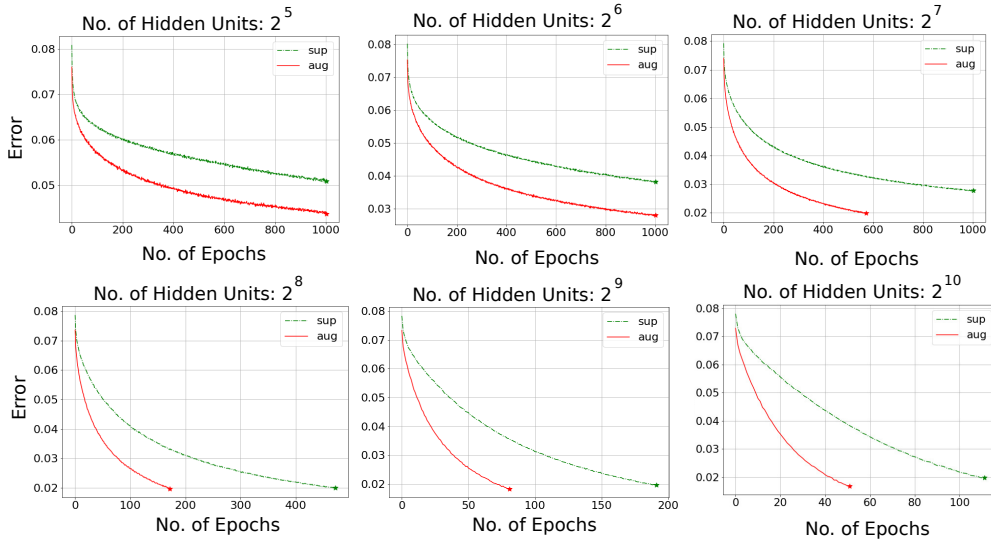 No. of Hidden Units: 2^5
0.08
0.07
0.06
0.05
Error
0
200
400
600
800
1000
No. of Epochs
sup
aug
No. of Hidden Units: 2^6
0.08
0.07
0.06
0.05
0.04
0.03
0
200
400
600
800
1000
No. of Epochs
sup
aug
No. of Hidden Units: 2^7
0.08
0.07
0.06
0.05
0.04
0.03
0.02
0
200
400
600
800
1000
No. of Epochs
sup
aug
No. of Hidden Units: 2^8
0.08
0.07
0.06
0.05
0.04
0.03
0.02
Error
0
100
200
300
400
No. of Epochs
sup
aug
No. of Hidden Units: 2^9
0.08
0.07
0.06
0.05
0.04
0.03
0.02
0
50
100
150
200
No. of Epochs
sup
aug
No. of Hidden Units: 2^10
0.08
0.07
0.06
0.05
0.04
0.03
0.02
0
20
40
60
80
100
No. of Epochs
sup
aug